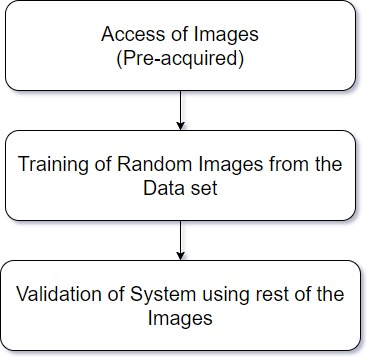 Access of Images
(Pre-acquired)
Training of Random Images from the
Data set
Validation of System using rest of the
Images